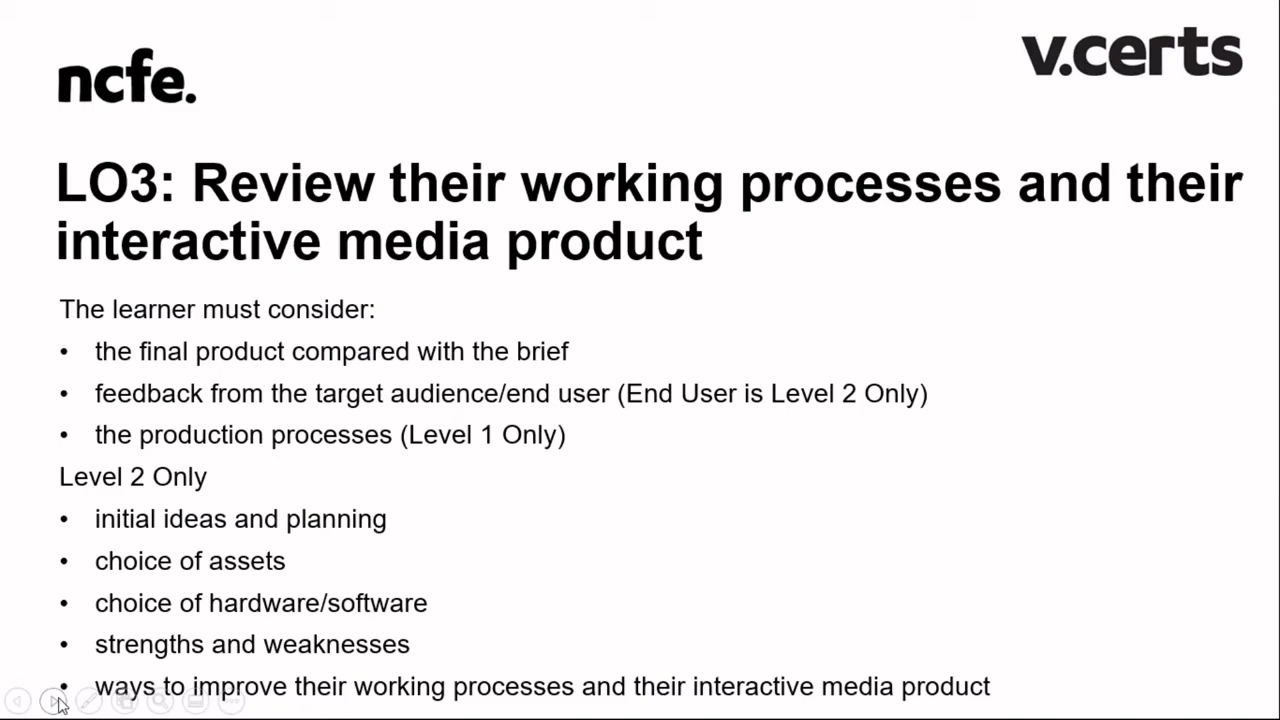 ncfe.
v.certs
LO3: Review their working processes and their
interactive media product
The learner must consider:
• the final product compared with the brief
• feedback from the target audience/end user (End User is Level 2 Only)
• the production processes (Level 1 Only)
Level 2 Only
• initial ideas and planning
• choice of assets
• choice of hardware/software
• strengths and weaknesses
• ways to improve their working processes and their interactive media product